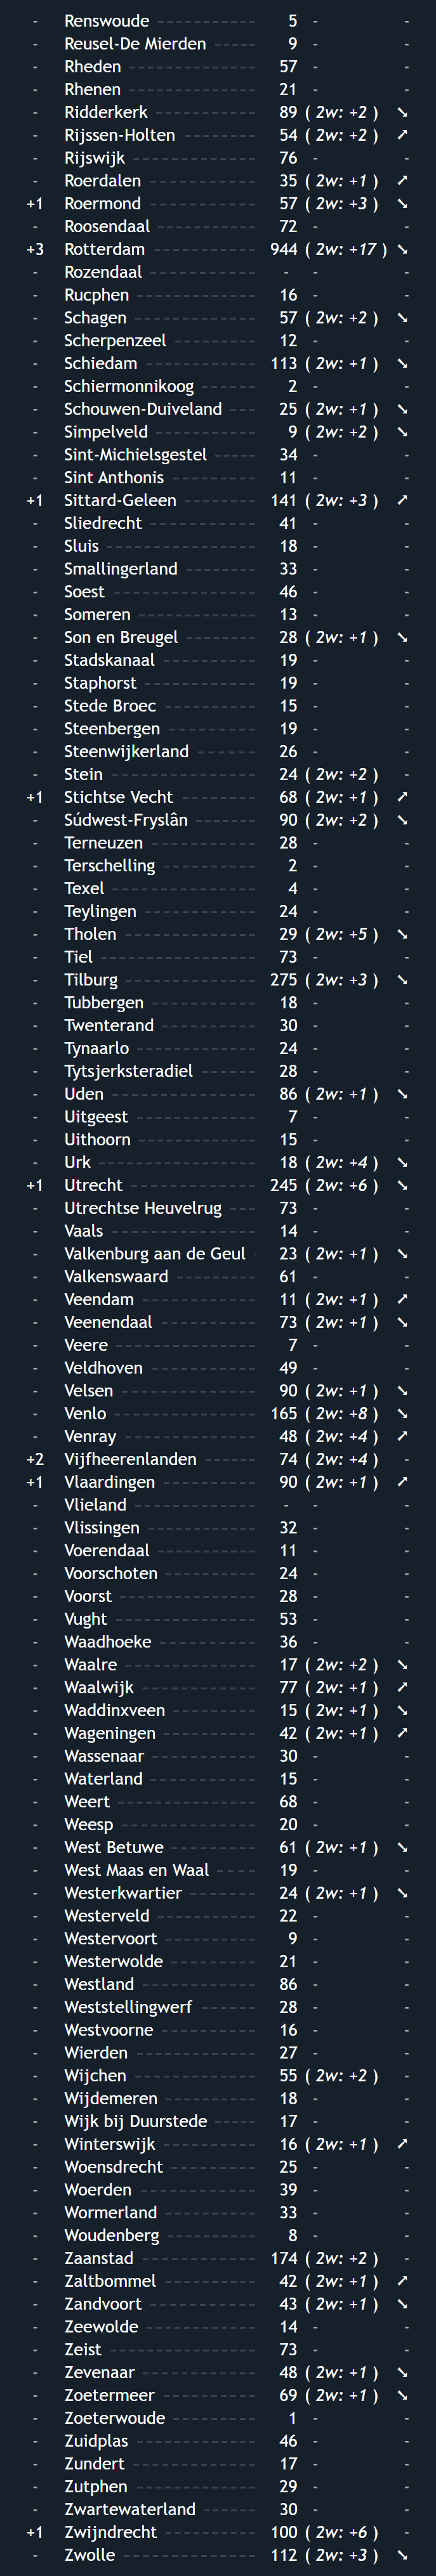 - Renswoude ----------- 5 - -
- Reusel-De Mierden ----- 9 - -
- Rheden -------------- 57 - -
- Rhenen -------------- 21 - -
- Ridderkerk ----------- 89 ( 2w: +2 ) ➘
- Rijssen-Holten -------- 54 ( 2w: +2 ) ➚
- Rijswijk -------------- 76 - -
- Roerdalen ------------ 35 ( 2w: +1 ) ➚
+1 Roermond ------------ 57 ( 2w: +3 ) ➘
- Roosendaal ----------- 72 - -
+3 Rotterdam ----------- 944 ( 2w: +17 ) ➘
- Rozendaal ------------ - - -
- Rucphen ------------- 16 - -
- Schagen ------------- 57 ( 2w: +2 ) ➘
- Scherpenzeel --------- 12 - -
- Schiedam ------------ 113 ( 2w: +1 ) ➘
- Schiermonnikoog ------ 2 - -
- Schouwen-Duiveland --- 25 ( 2w: +1 ) ➘
- Simpelveld ----------- 9 ( 2w: +2 ) ➘
- Sint-Michielsgestel ----- 34 - -
- Sint Anthonis --------- 11 - -
+1 Sittard-Geleen -------- 141 ( 2w: +3 ) ➚
- Sliedrecht ------------ 41 - -
- Sluis ---------------- 18 - -
- Smallingerland -------- 33 - -
- Soest ---------------- 46 - -
- Someren ------------- 13 - -
- Son en Breugel -------- 28 ( 2w: +1 ) ➘
- Stadskanaal ---------- 19 - -
- Staphorst ------------ 19 - -
- Stede Broec ---------- 15 - -
- Steenbergen ---------- 19 - -
- Steenwijkerland ------ 26 - -
- Stein ---------------- 24 ( 2w: +2 ) -
+1 Stichtse Vecht -------- 68 ( 2w: +1 ) ➚
- Súdwest-Fryslân ------- 90 ( 2w: +2 ) ➘
- Terneuzen ------------ 28 - -
- Terschelling ---------- 2 - -
- Texel ---------------- 4 - -
- Teylingen ------------ 24 - -
- Tholen -------------- 29 ( 2w: +5 ) ➘
- Tiel ----------------- 73 - -
- Tilburg -------------- 275 ( 2w: +3 ) ➘
- Tubbergen ----------- 18 - -
- Twenterand ---------- 30 - -
- Tynaarlo ------------- 24 - -
- Tytsjerksteradiel ------ 28 - -
- Uden ---------------- 86 ( 2w: +1 ) ➘
- Uitgeest ------------- 7 - -
- Uithoorn ------------- 15 - -
- Urk ----------------- 18 ( 2w: +4 ) ➘
+1 Utrecht -------------- 245 ( 2w: +6 ) ➘
- Utrechtse Heuvelrug --- 73 - -
- Vaals ---------------- 14 - -
- Valkenburg aan de Geul - 23 ( 2w: +1 ) ➘
- Valkenswaard --------- 61 - -
- Veendam ------------- 11 ( 2w: +1 ) ➚
- Veenendaal ----------- 73 ( 2w: +1 ) ➘
- Veere --------------- 7 - -
- Veldhoven ------------ 49 - -
- Velsen --------------- 90 ( 2w: +1 ) ➘
- Venlo ---------------- 165 ( 2w: +8 ) ➘
- Venray -------------- 48 ( 2w: +4 ) ➚
+2 Vijfheerenlanden ------ 74 ( 2w: +4 ) -
+1 Vlaardingen ----------- 90 ( 2w: +1 ) ➚
- Vlieland -------------- - - -
- Vlissingen ------------ 32 - -
- Voerendaal ----------- 11 - -
- Voorschoten ---------- 24 - -
- Voorst --------------- 28 - -
- Vught --------------- 53 - -
- Waadhoeke ----------- 36 - -
- Waalre --------------- 17 ( 2w: +2 ) ➘
- Waalwijk ------------- 77 ( 2w: +1 ) ➚
- Waddinxveen --------- 15 ( 2w: +1 ) ➘
- Wageningen ---------- 42 ( 2w: +1 ) ➚
- Wassenaar ------------ 30 - -
- Waterland ------------ 15 - -
- Weert --------------- 68 - -
- Weesp --------------- 20 - -
- West Betuwe --------- 61 ( 2w: +1 ) ➘
- West Maas en Waal ---- 19 - -
- Westerkwartier -------- 24 ( 2w: +1 ) ➘
- Westerveld ----------- 22 - -
- Westervoort ---------- 9 - -
- Westerwolde ---------- 21 - -
- Westland ------------- 86 - -
- Weststellingwerf ------ 28 - -
- Westvoorne ----------- 16 - -
- Wierden ------------- 27 - -
- Wijchen -------------- 55 ( 2w: +2 ) -
- Wijdemeren ---------- 18 - -
- Wijk bij Duurstede ----- 17 - -
- Winterswijk ----------- 16 ( 2w: +1 ) ➚
- Woensdrecht ---------- 25 - -
- Woerden ------------- 39 - -
- Wormerland ---------- 33 - -
- Woudenberg ---------- 8 - -
- Zaanstad ------------- 174 ( 2w: +2 ) -
- Zaltbommel ---------- 42 ( 2w: +1 ) ➚
- Zandvoort ------------ 43 ( 2w: +1 ) ➘
- Zeewolde ------------ 14 - -
- Zeist ---------------- 73 - -
- Zevenaar ------------- 48 ( 2w: +1 ) ➘
- Zoetermeer ----------- 69 ( 2w: +1 ) ➘
- Zoeterwoude --------- 1 - -
- Zuidplas -------------- 46 - -
- Zundert -------------- 17 - -
- Zutphen ------------- 29 - -
- Zwartewaterland ------ 30 - -
+1 Zwijndrecht ---------- 100 ( 2w: +6 ) -
- Zwolle --------------- 112 ( 2w: +3 ) ➘